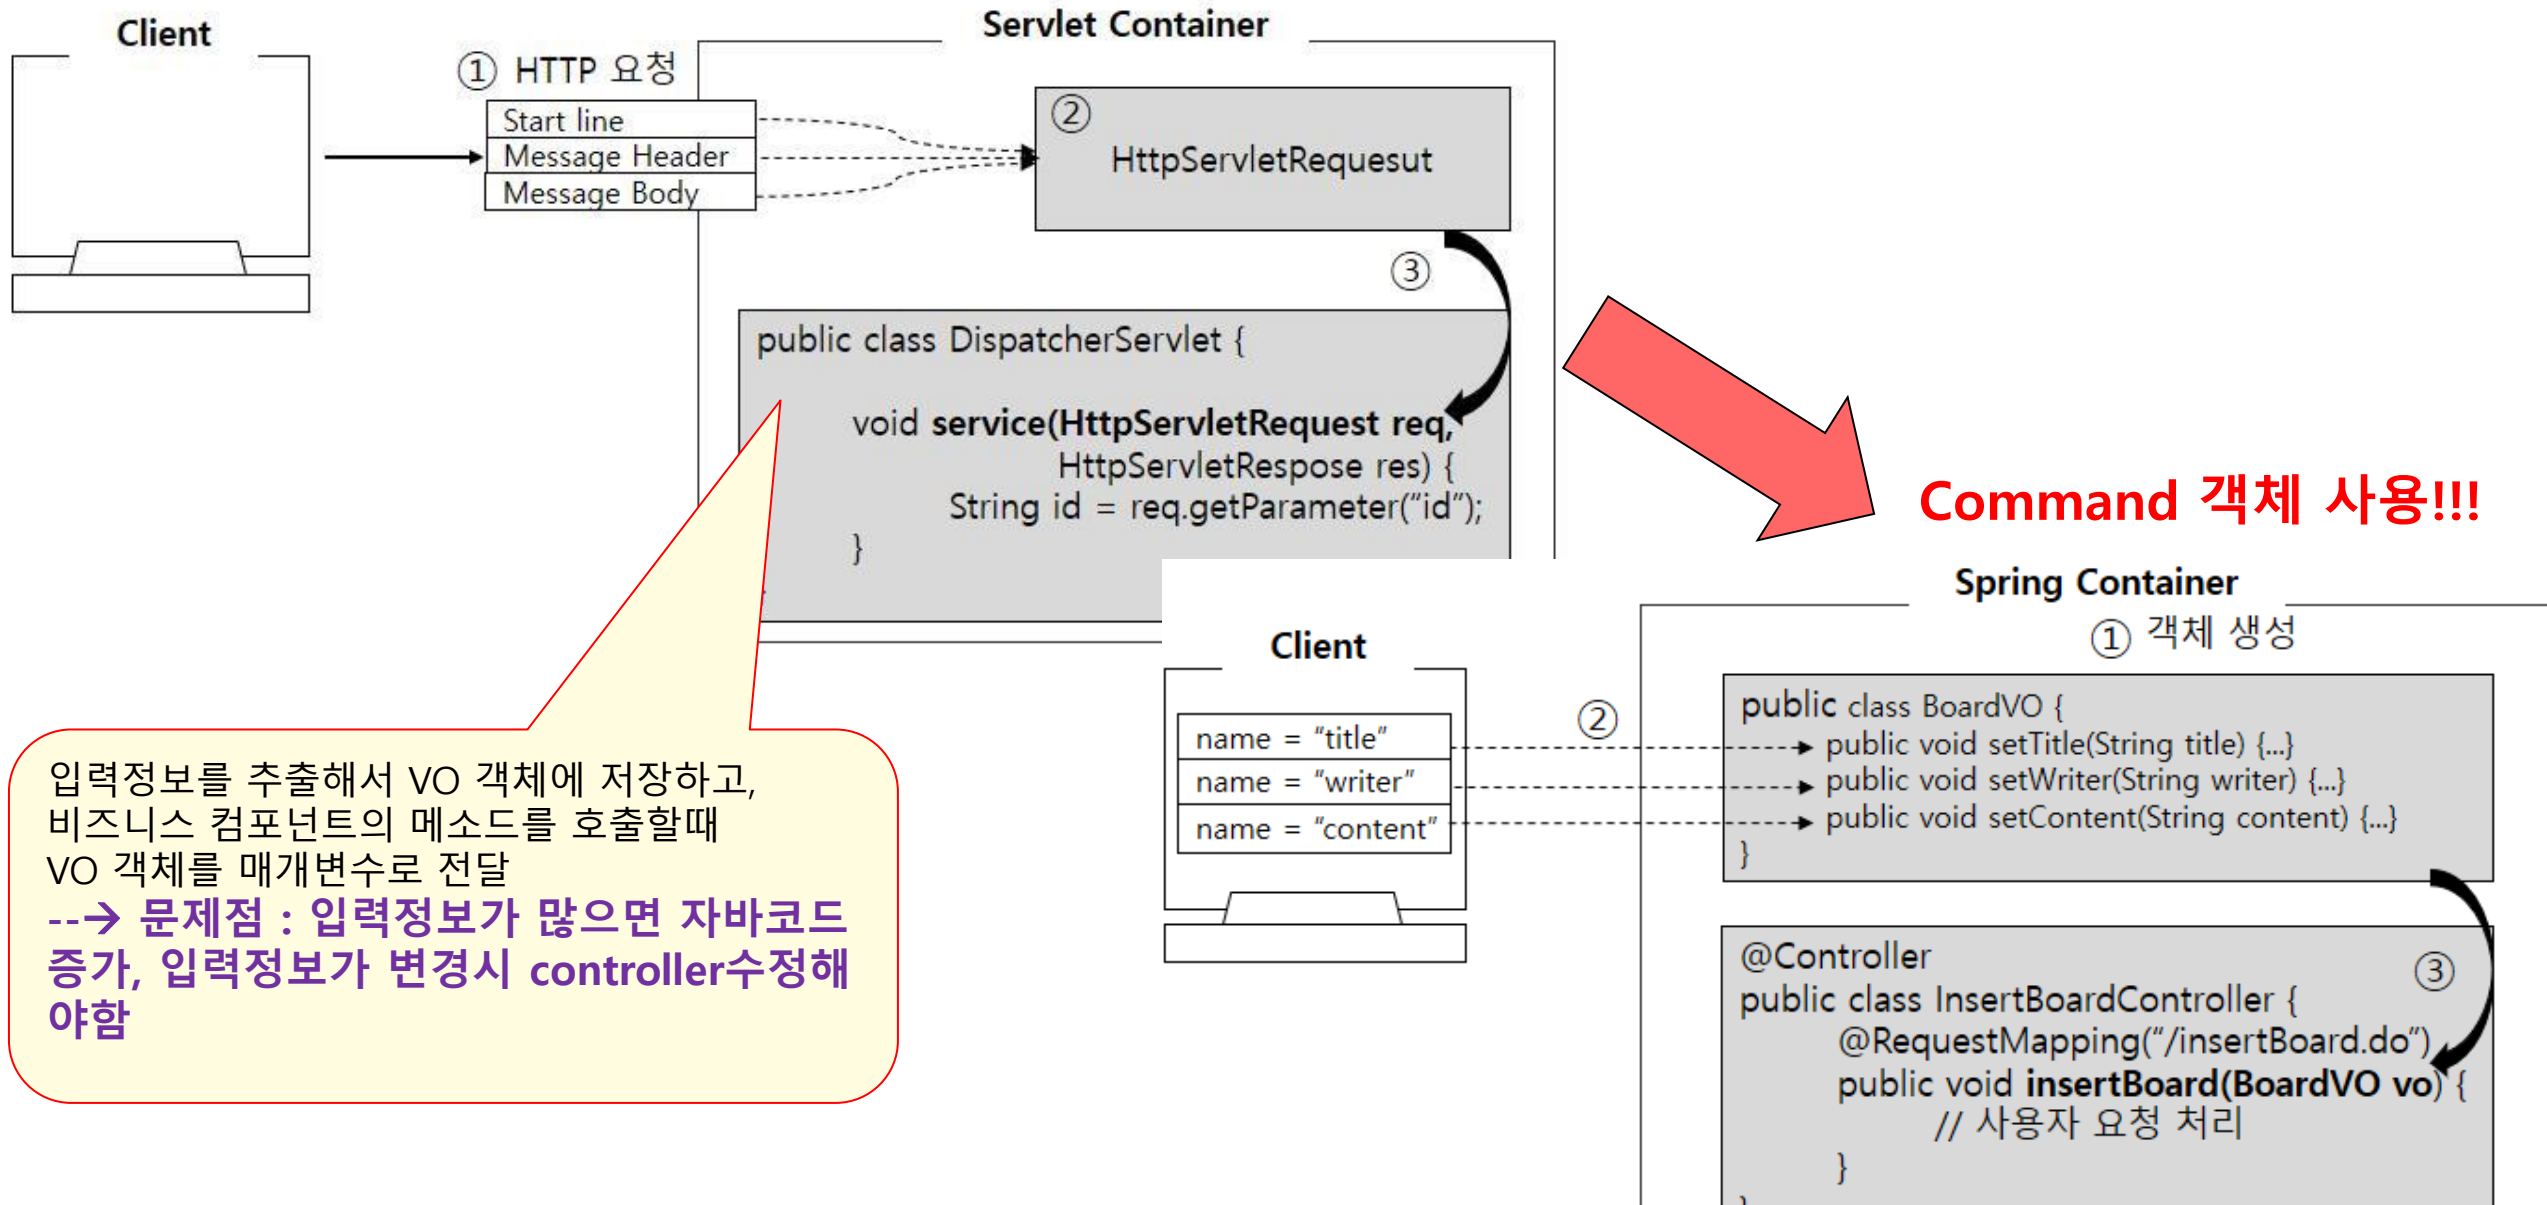 Client
Servlet Container
① HTTP 요청
Start line
Message Header
Message Body
②
HttpServletRequesut
③
public class DispatcherServlet {
void service(HttpServletRequest req,
HttpServletRespose res) {
String id = req.getParameter("id");
}
입력정보를 추출해서 VO 객체에 저장하고,
비즈니스 컴포넌트의 메소드를 호출할때
VO 객체를 매개변수로 전달
--→ 문제점 : 입력정보가 많으면 자바코드
증가, 입력정보가 변경시 controller수정해
야함
Command 객체 사용!!!
Spring Container
① 객체 생성
Client
name = "title"
name = "writer"
name = "content"
②
public class BoardVO {
public void setTitle(String title) {...}
public void setWriter(String writer) {...}
public void setContent(String content) {...}
}
③
@Controller
public class InsertBoardController {
@RequestMapping("/insertBoard.do")
public void insertBoard(BoardVO vo) {
// 사용자 요청 처리
}
}